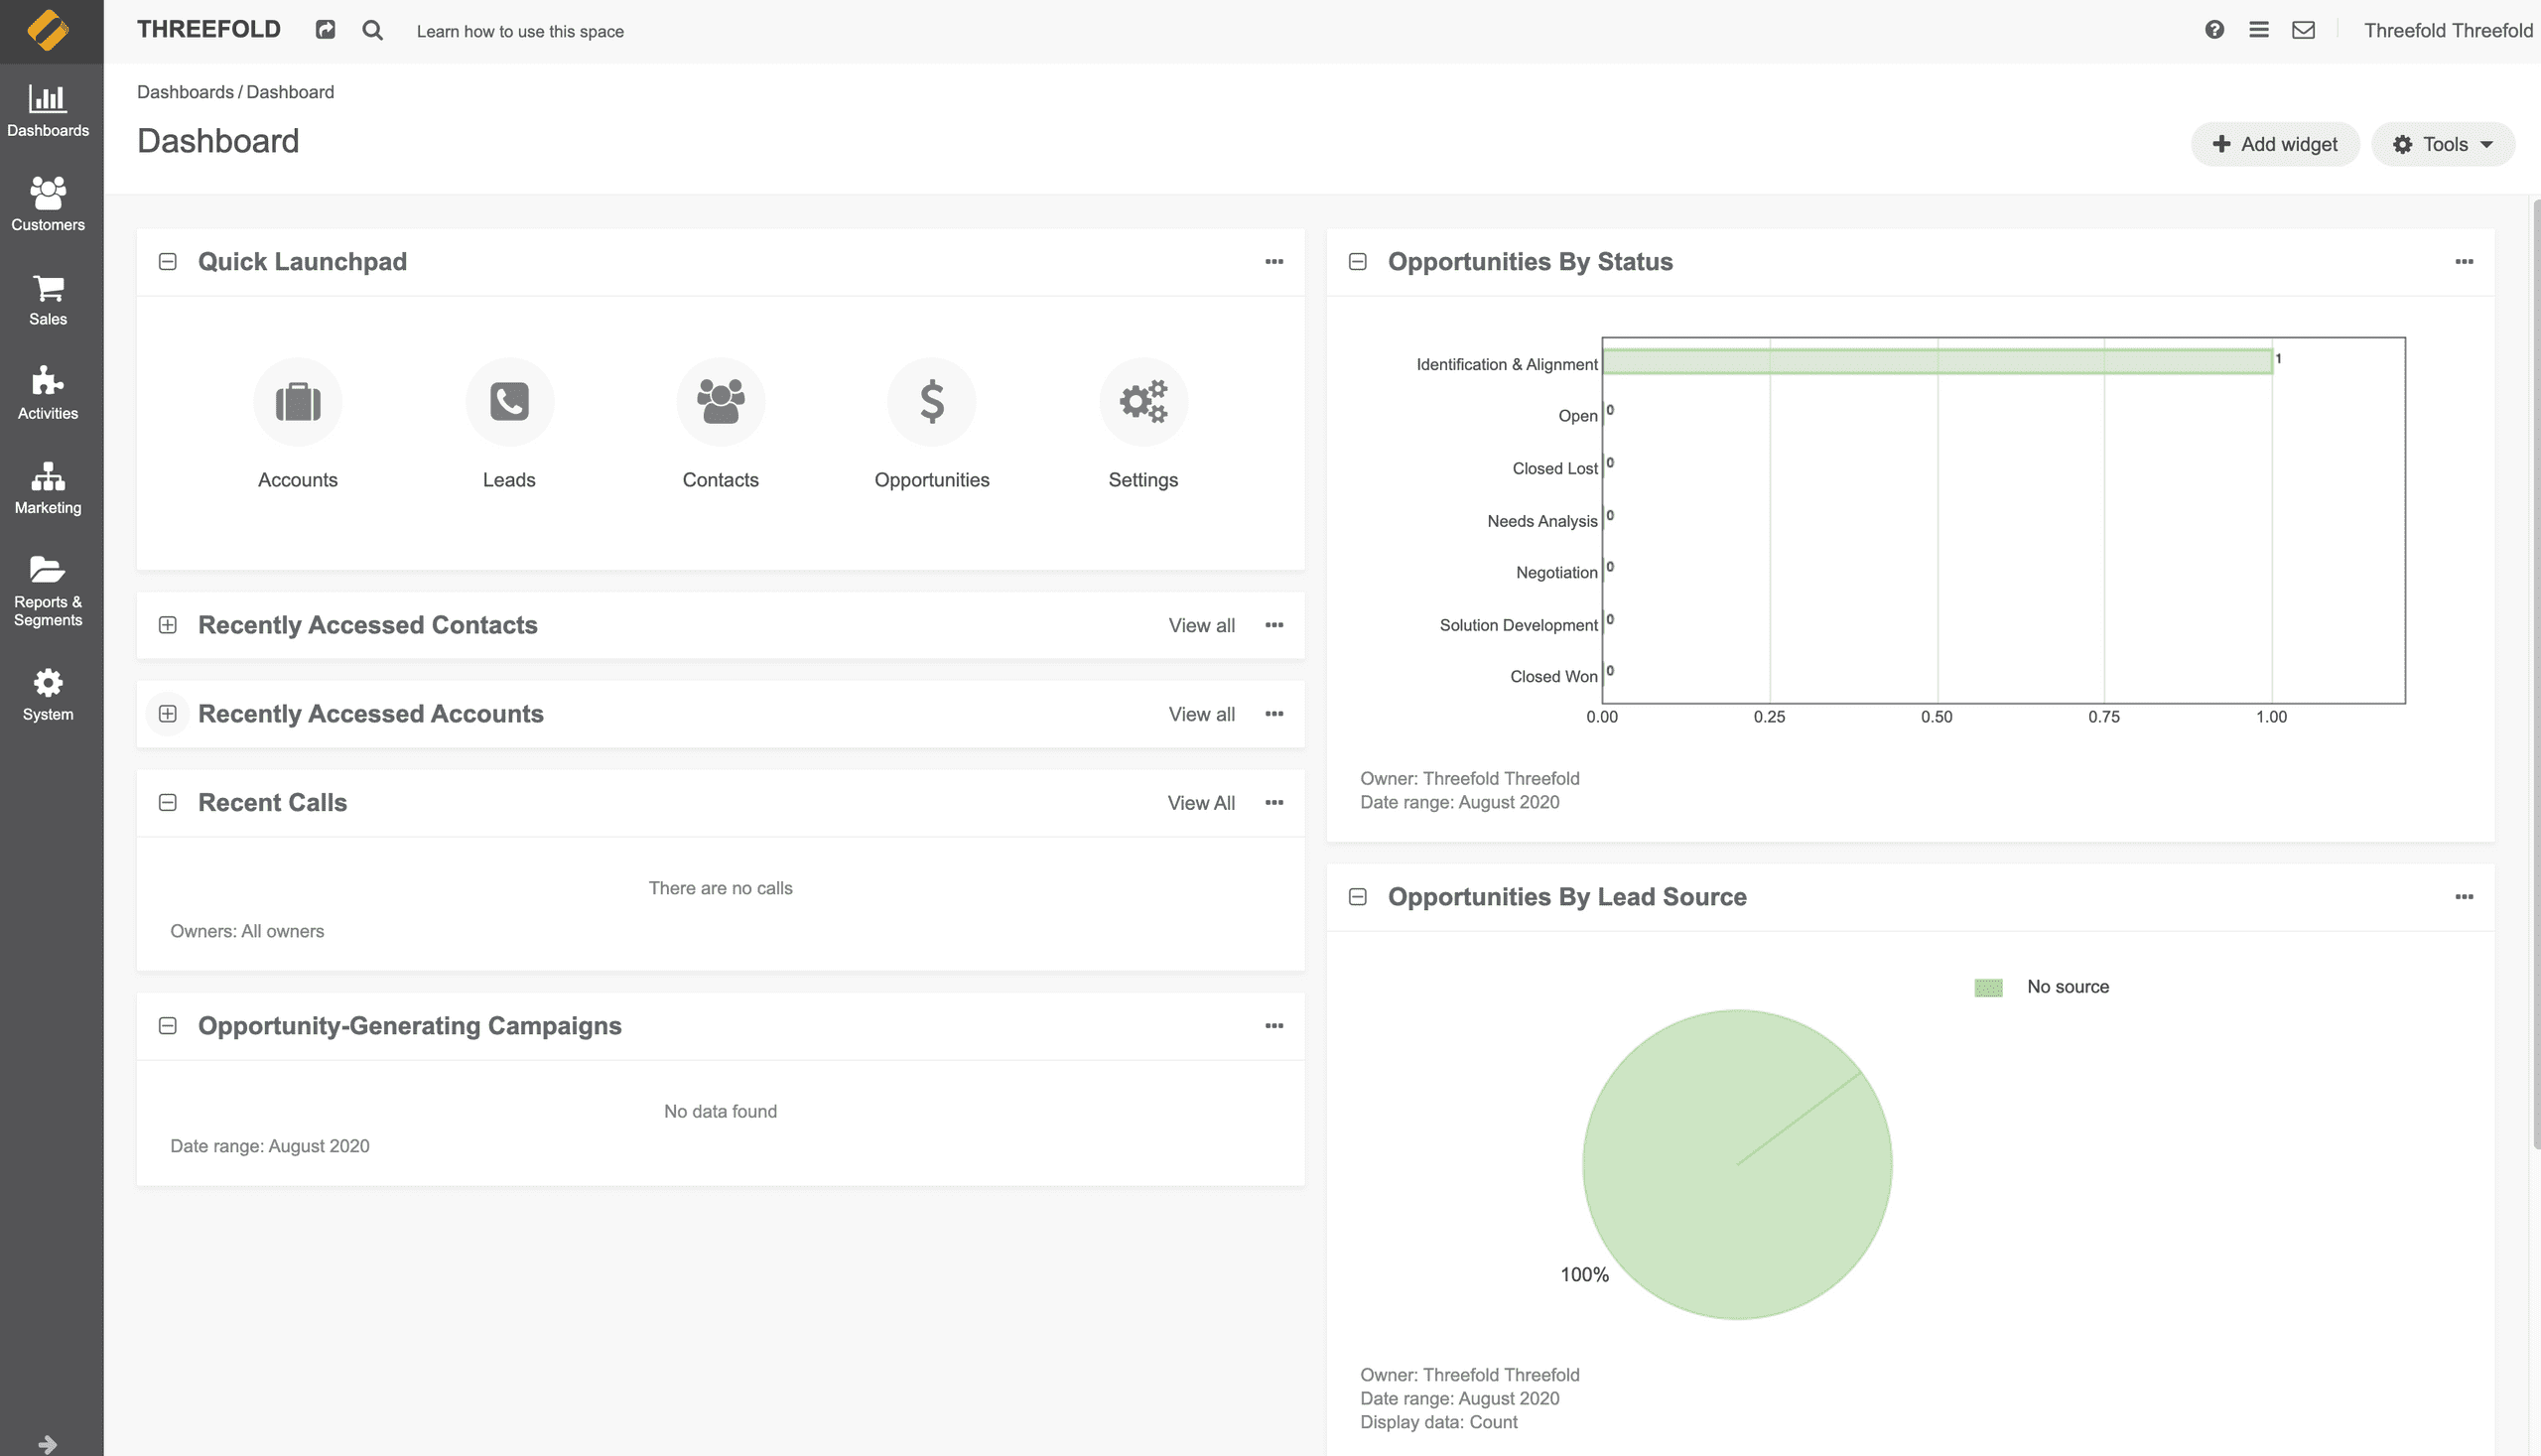 THREEFOLD
Learn how to use this space
Threefold Threefold
Dashboards
Customers
Sales
Activities
Marketing
Reports &
Segments
System
Dashboards / Dashboard
Dashboard
Add widget
Tools
Quick Launchpad
Accounts
Leads
Contacts
Opportunities
Settings
Recently Accessed Contacts
View all
Recently Accessed Accounts
View all
Recent Calls
View All
There are no calls
Owners: All owners
Opportunity-Generating Campaigns
No data found
Date range: August 2020
Opportunities By Status
Identification & Alignment 1
Open 0
Closed Lost 0
Needs Analysis 0
Negotiation 0
Solution Development 0
Closed Won 0
0.00 0.25 0.50 0.75 1.00
Owner: Threefold Threefold
Date range: August 2020
Opportunities By Lead Source
No source
100%
Owner: Threefold Threefold
Date range: August 2020
Display data: Count